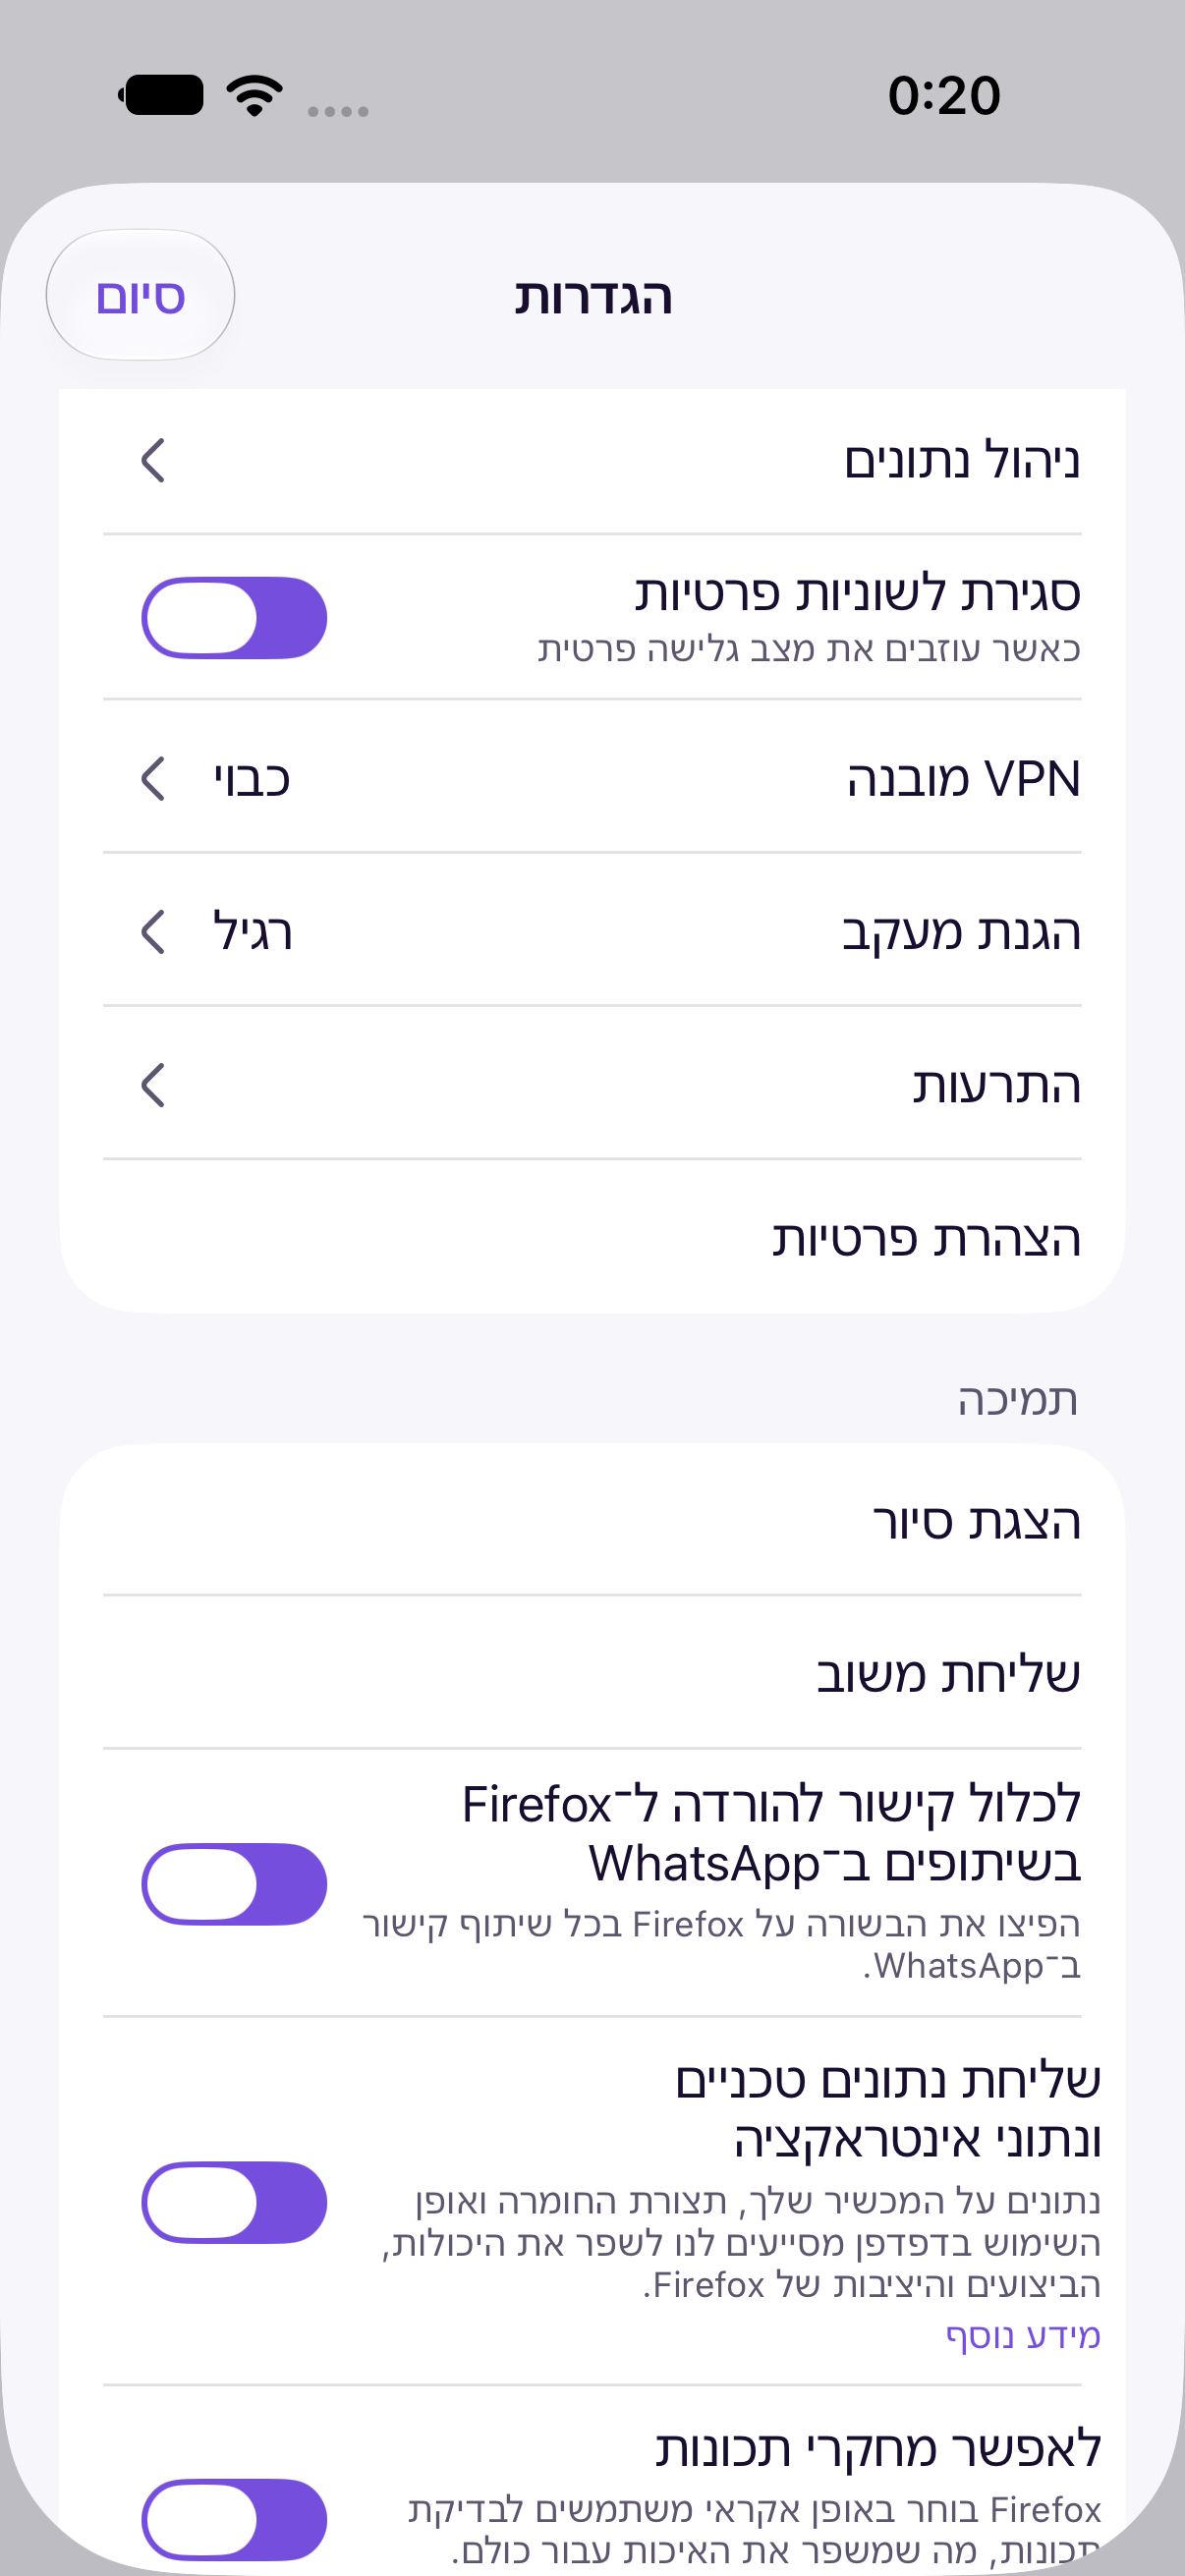 0:20
הגדרות
סיום
ניהול נתונים
סגירת לשוניות פרטיות
כאשר עוזבים את מצב גלישה פרטית
VPN מובנה
כבוי
הגנת מעקב
רגיל
התרעות
הצהרת פרטיות
תמיכה
הצגת סיור
שליחת משוב
לכלול קישור להורדה ל־Firefox
בשיתופים ב־WhatsApp
הפיצו את הבשורה על Firefox בכל שיתוף קישור
ב־WhatsApp.
שליחת נתונים טכניים
ונתוני אינטראקציה
נתונים על המכשיר שלך, תצורת החומרה ואופן
השימוש בדפדפן מסייעים לנו לשפר את היכולות,
הביצועים והיציבות של Firefox.
מידע נוסף
לאפשר מחקרי תכונות
Firefox בוחר באופן אקראי משתמשים לבדיקת
תכונות, מה שמשפר את האיכות עבור כולם.